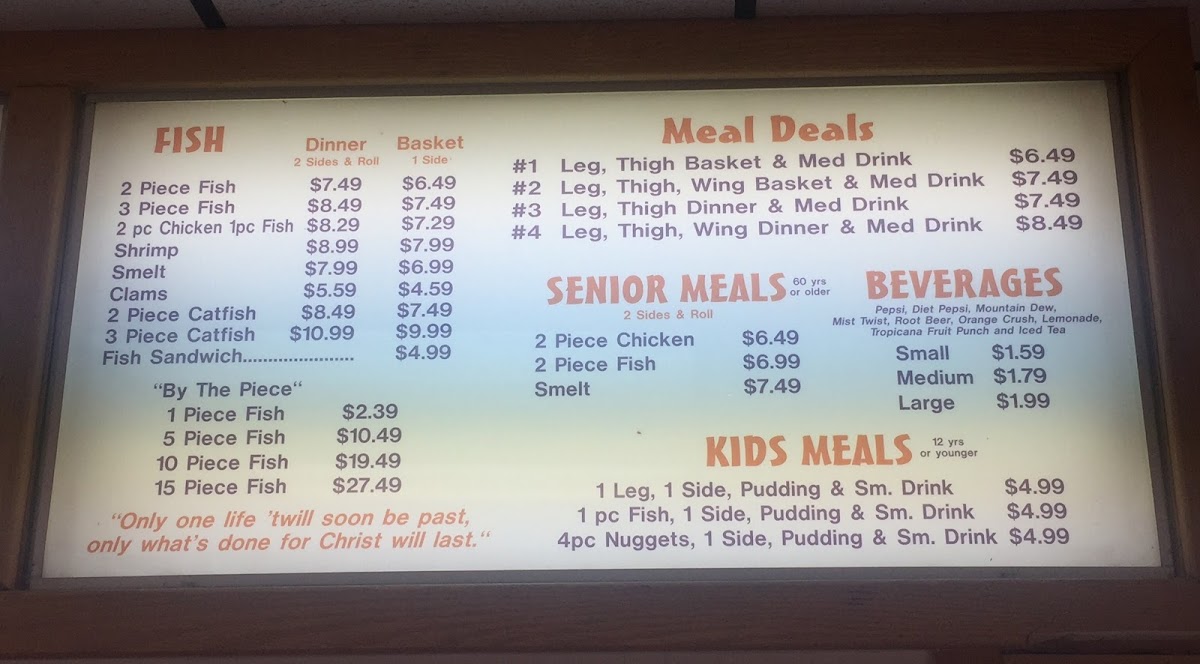 FISH
Dinner Basket
2 Sides & Roll 1 Side
2 Piece Fish $7.49 $6.49
3 Piece Fish $8.49 $7.49
2 pc Chicken 1pc Fish $8.29 $7.29
Shrimp $8.99 $7.99
Smelt $7.99 $6.99
Clams $5.59 $4.59
2 Piece Catfish $8.49 $7.49
3 Piece Catfish $10.99 $9.99
Fish Sandwich...................... $4.99
"By The Piece"
1 Piece Fish $2.39
5 Piece Fish $10.49
10 Piece Fish $19.49
15 Piece Fish $27.49
"Only one life 'twill soon be past,
only what's done for Christ will last."
Meal Deals
#1 Leg, Thigh Basket & Med Drink $6.49
#2 Leg, Thigh, Wing Basket & Med Drink $7.49
#3 Leg, Thigh Dinner & Med Drink $7.49
#4 Leg, Thigh, Wing Dinner & Med Drink $8.49
SENIOR MEALS 60 yrs
or older
2 Sides & Roll
2 Piece Chicken $6.49
2 Piece Fish $6.99
Smelt $7.49
BEVERAGES
Pepsi, Diet Pepsi, Mountain Dew,
Mist Twist, Root Beer, Orange Crush, Lemonade,
Tropicana Fruit Punch and Iced Tea
Small $1.59
Medium $1.79
Large $1.99
KIDS MEALS 12 yrs
or younger
1 Leg, 1 Side, Pudding & Sm. Drink $4.99
1 pc Fish, 1 Side, Pudding & Sm. Drink $4.99
4pc Nuggets, 1 Side, Pudding & Sm. Drink $4.99